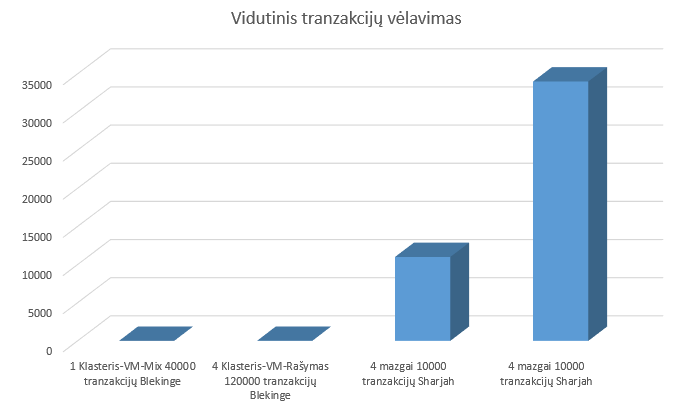 Vidutinis tranzakcijų vėlavimas
35000
30000
25000
20000
15000
10000
5000
0
1 Klasteris-VM-Mix 40000
tranzakcijų Blekinge
4 Klasteris-VM-Rašymas
120000 tranzakcijų
Blekinge
4 mazgai 10000
tranzakcijų Sharjah
4 mazgai 10000
tranzakcijų Sharjah